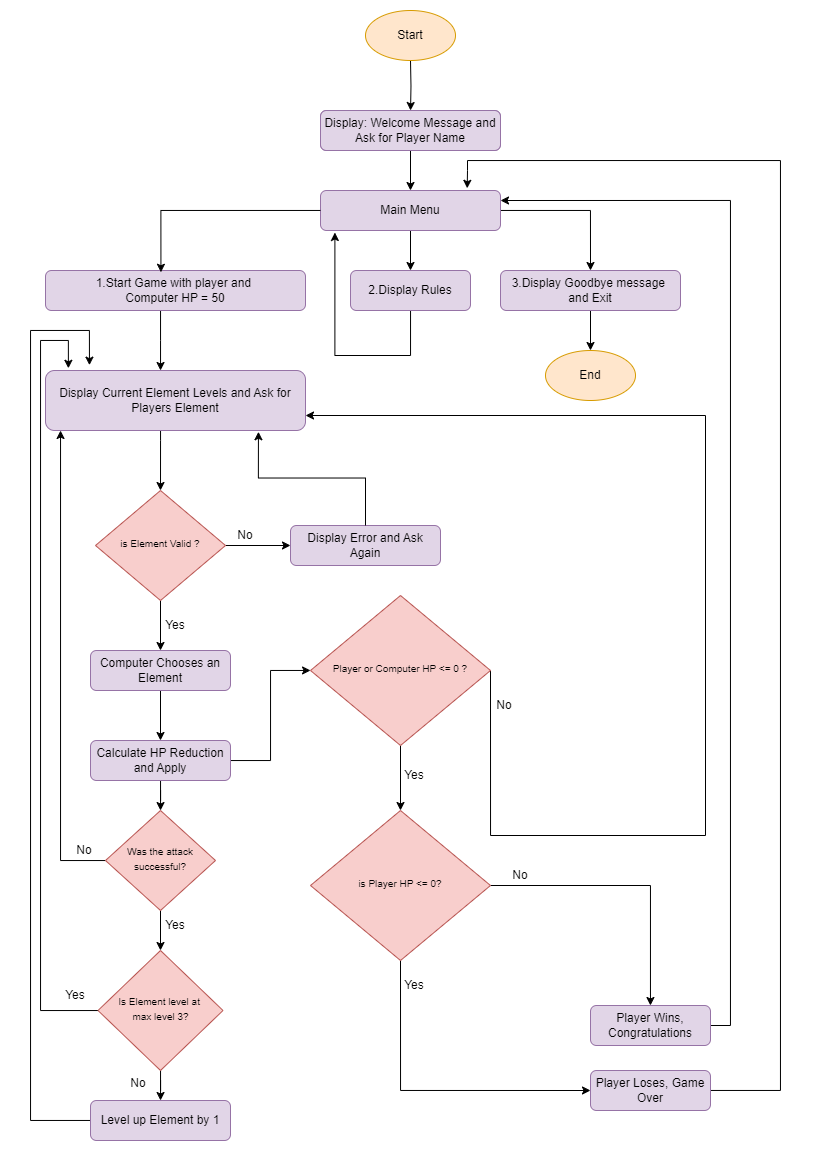 Start
Display: Welcome Message and
Ask for Player Name
Main Menu
1.Start Game with player and
Computer HP = 50
2.Display Rules
3.Display Goodbye message
and Exit
End
Display Current Element Levels and Ask for
Players Element
is Element Valid ?
No
Display Error and Ask
Again
Yes
Computer Chooses an
Element
Player or Computer HP <= 0 ?
No
Calculate HP Reduction
and Apply
Yes
Was the attack
successful?
No
Yes
is Player HP <= 0?
No
Yes
Is Element level at
max level 3?
Yes
No
Player Wins,
Congratulations
Player Loses, Game
Over
Level up Element by 1